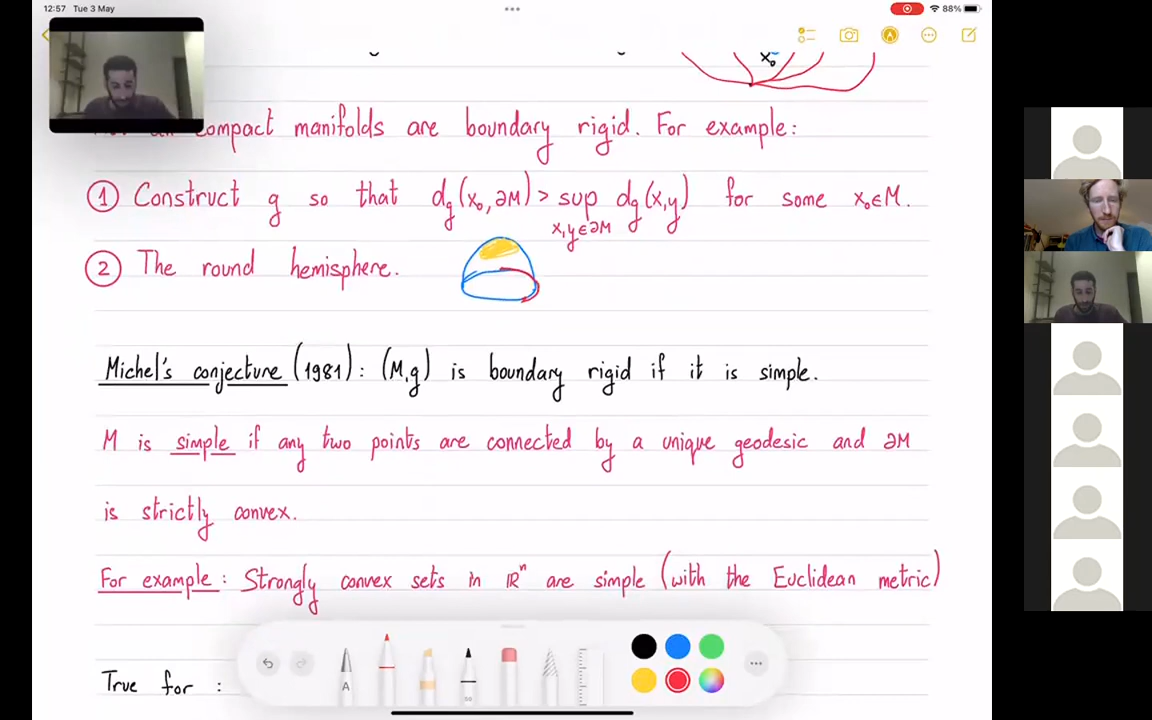 12:57 Tue 3 May
88%
x₀
compact manifolds are boundary rigid. For example:
① Construct g so that d_g(x₀,∂M) > sup d_g(x,y) for some x₀∈M.
x,y∈∂M
② The round hemisphere.
Michel's conjecture (1981): (M,g) is boundary rigid if it is simple.
M is simple if any two points are connected by a unique geodesic and ∂M
is strictly convex.
For example: Strongly convex sets in ℝⁿ are simple (with the Euclidean metric)
True for :
A